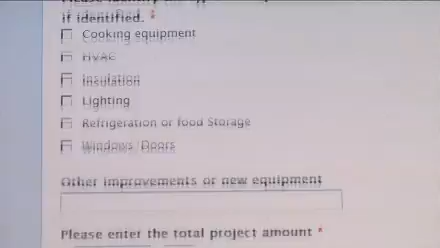 if identified. *
Cooking equipment
HVAC
Insulation
Lighting
Refrigeration or food Storage
Windows/Doors
Other improvements or new equipment
Please enter the total project amount *